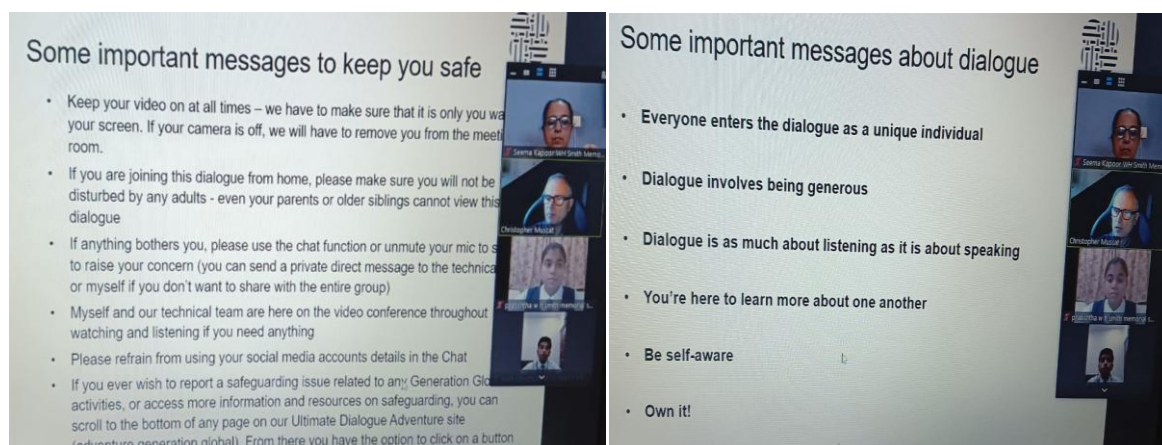 Some important messages to keep you safe
• Keep your video on at all times – we have to make sure that it is only you
your screen. If your camera is off, we will have to remove you from the
room.
• If you are joining this dialogue from home, please make sure you will not be
disturbed by any adults - even your parents or older siblings cannot view this
dialogue
• If anything bothers you, please use the chat function or unmute your mic to
to raise your concern (you can send a private direct message to the
or myself if you don't want to share with the entire group)
• Myself and our technical team are here on the video conference throughout
watching and listening if you need anything
• Please refrain from using your social media accounts details in the Chat
• If you ever wish to report a safeguarding issue related to any Generation
activities, or access more information and resources on safeguarding, you can
scroll to the bottom of any page on our Ultimate Dialogue Adventure site
(adventure.generation.global). From there you have the option to click on a button
Seema Kapoor WH Smith
Christopher Muscat
Some important messages about dialogue
• Everyone enters the dialogue as a unique individual
• Dialogue involves being generous
• Dialogue is as much about listening as it is about speaking
• You're here to learn more about one another
• Be self-aware
• Own it!
Seema Kapoor WH Smith
Christopher Muscat